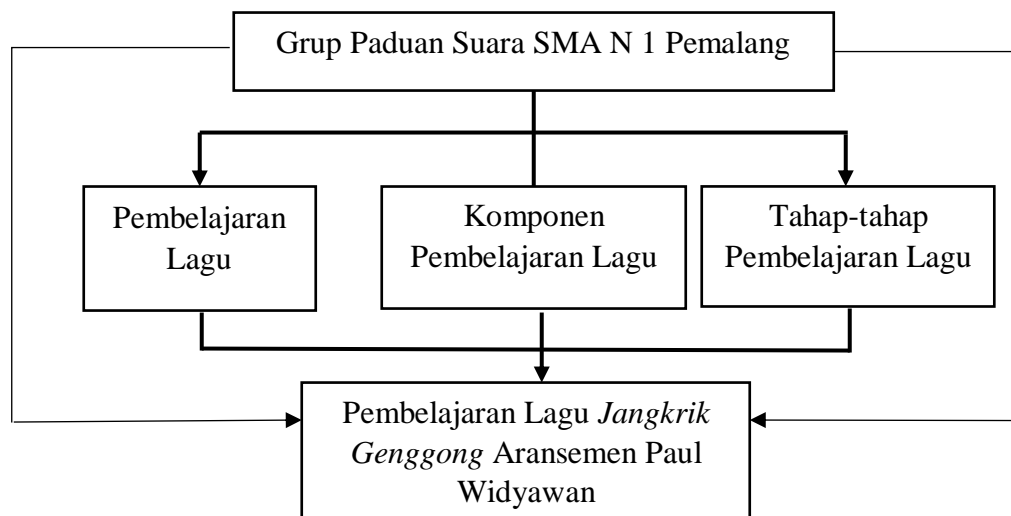 Grup Paduan Suara SMA N 1 Pemalang
Pembelajaran
Lagu
Komponen
Pembelajaran Lagu
Tahap-tahap
Pembelajaran Lagu
Pembelajaran Lagu Jangkrik
Genggong Aransemen Paul
Widyawan